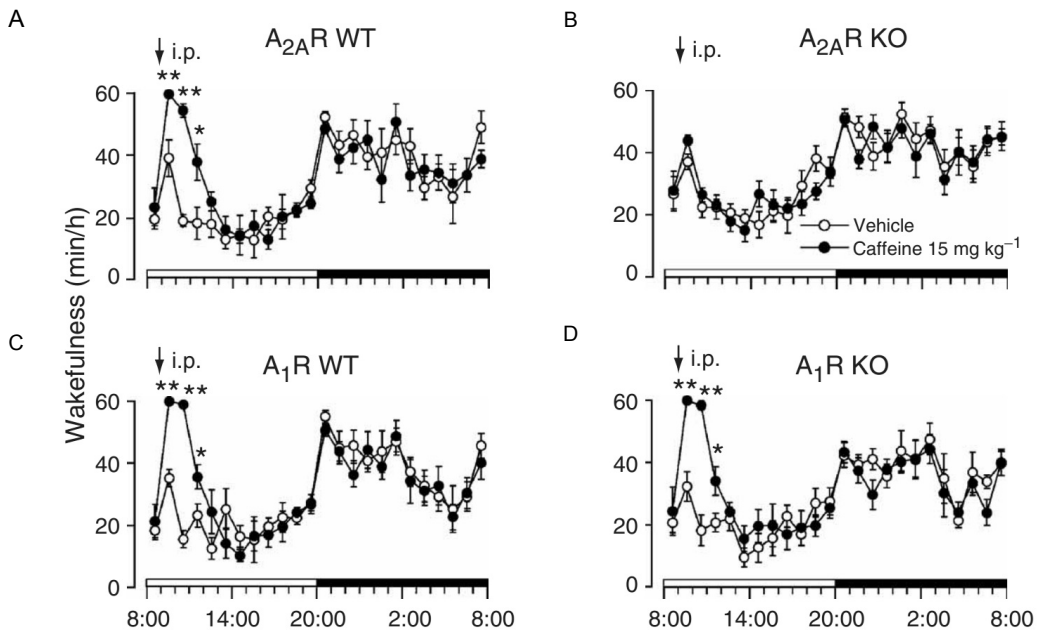 A
A2AR WT
i.p.
**
**
*
60
40
20
0
B
A2AR KO
i.p.
60
40
20
0
Vehicle
Caffeine 15 mg kg−1
Wakefulness (min/h)
C
A1R WT
i.p.
**
**
*
60
40
20
0
8:00 14:00 20:00 2:00 8:00
D
A1R KO
i.p.
**
**
*
60
40
20
0
8:00 14:00 20:00 2:00 8:00